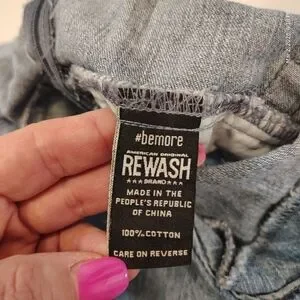 #bemore
AMERICAN ORIGINAL
REWASH
★★★BRAND★★★
MADE IN THE
PEOPLE'S REPUBLIC
OF CHINA
100% COTTON
CARE ON REVERSE